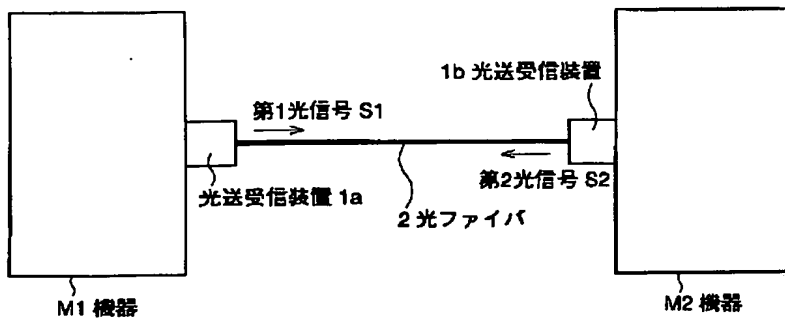 1b 光送受信装置
第1光信号 S1
第2光信号 S2
光送受信装置 1a
2 光ファイバ
M1 機器
M2 機器